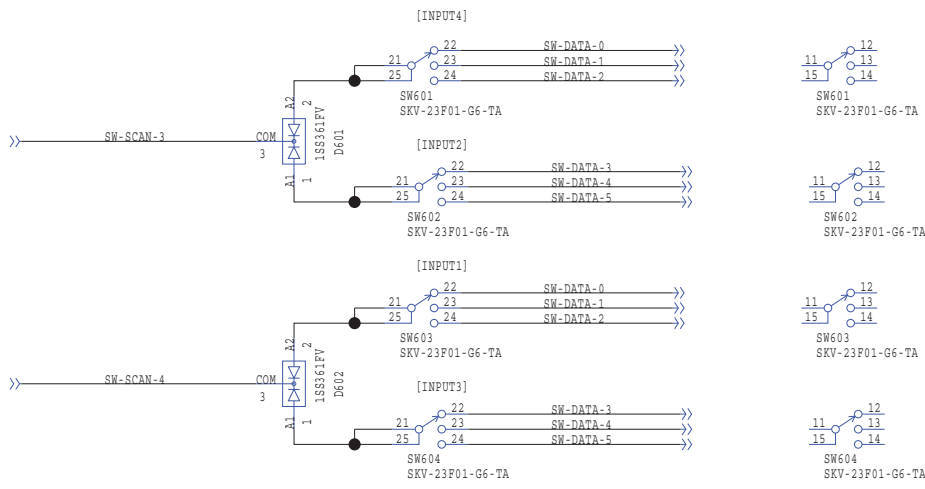 [INPUT4]
22 SW-DATA-0 12
21 23 SW-DATA-1 11 13
25 24 SW-DATA-2 15 14
SW601 SW601
SKV-23F01-G6-TA SKV-23F01-G6-TA
A2 2
SW-SCAN-3 COM
3
1SS361FV
D601
A1 1
[INPUT2]
22 SW-DATA-3 12
21 23 SW-DATA-4 11 13
25 24 SW-DATA-5 15 14
SW602 SW602
SKV-23F01-G6-TA SKV-23F01-G6-TA
[INPUT1]
22 SW-DATA-0 12
21 23 SW-DATA-1 11 13
25 24 SW-DATA-2 15 14
SW603 SW603
SKV-23F01-G6-TA SKV-23F01-G6-TA
A2 2
SW-SCAN-4 COM
3
1SS361FV
D602
A1 1
[INPUT3]
22 SW-DATA-3 12
21 23 SW-DATA-4 11 13
25 24 SW-DATA-5 15 14
SW604 SW604
SKV-23F01-G6-TA SKV-23F01-G6-TA